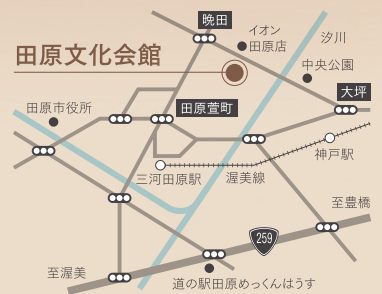 晩田
イオン
田原店
汐川
田原文化会館
中央公園
大坪
田原市役所
田原萱町
神戸駅
三河田原駅
渥美線
至豊橋
259
至渥美
道の駅田原めっくんはうす